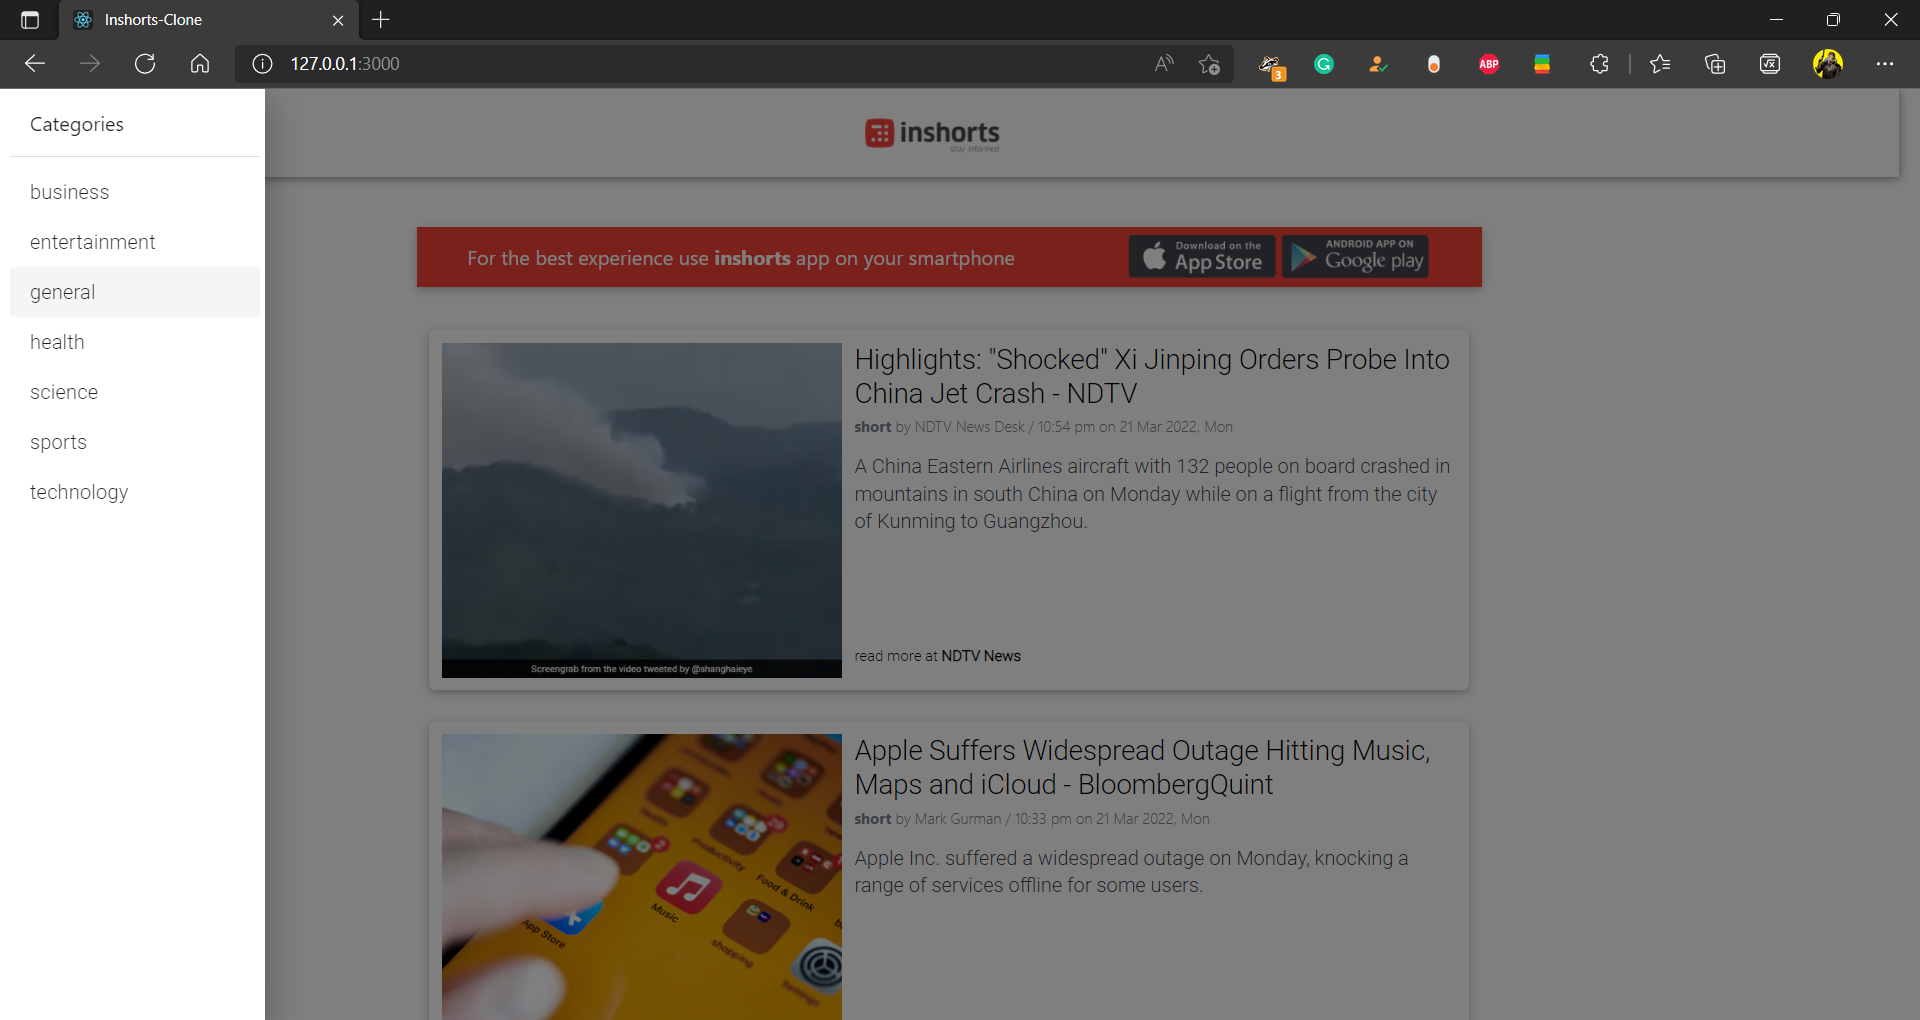 Inshorts-Clone
127.0.0.1:3000
3
G
ABP
Categories
business
entertainment
general
health
science
sports
technology
inshorts
stay informed
For the best experience use inshorts app on your smartphone
Download on the
App Store
ANDROID APP ON
Google play
Highlights: "Shocked" Xi Jinping Orders Probe Into
China Jet Crash - NDTV
short by NDTV News Desk / 10:54 pm on 21 Mar 2022, Mon
A China Eastern Airlines aircraft with 132 people on board crashed in
mountains in south China on Monday while on a flight from the city
of Kunming to Guangzhou.
Screengrab from the video tweeted by @shanghaieye
read more at NDTV News
Apple Suffers Widespread Outage Hitting Music,
Maps and iCloud - BloombergQuint
short by Mark Gurman / 10:33 pm on 21 Mar 2022, Mon
Apple Inc. suffered a widespread outage on Monday, knocking a
range of services offline for some users.
Health
29
2
productivity
Food & Drink
Music
App Store
shopping
Settings